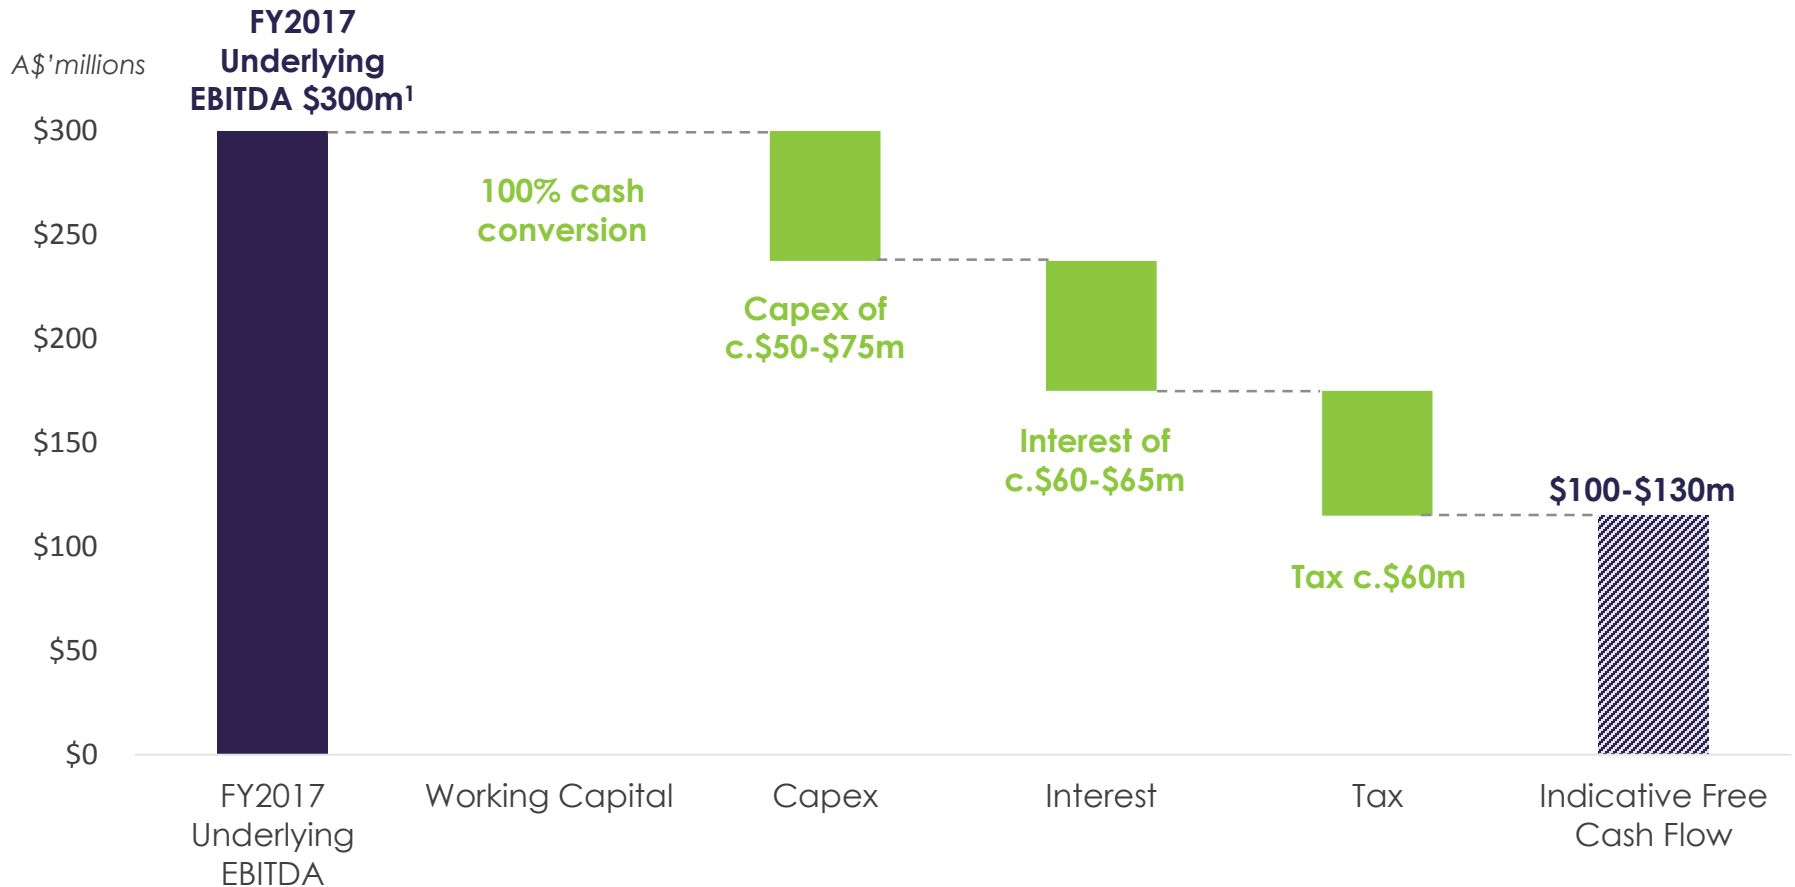 FY2017
Underlying
EBITDA $300m¹
A$’millions
$300
$250
$200
$150
$100
$50
$0
100% cash
conversion
Capex of
c.$50-$75m
Interest of
c.$60-$65m
Tax c.$60m
$100-$130m
FY2017
Underlying
EBITDA
Working Capital
Capex
Interest
Tax
Indicative Free
Cash Flow